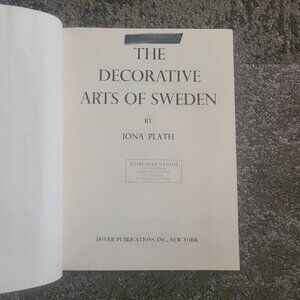 THE
DECORATIVE
ARTS OF SWEDEN
BY
IONA PLATH
WITHDRAWN FROM
DOVER PUBLICATIONS, INC., NEW YORK